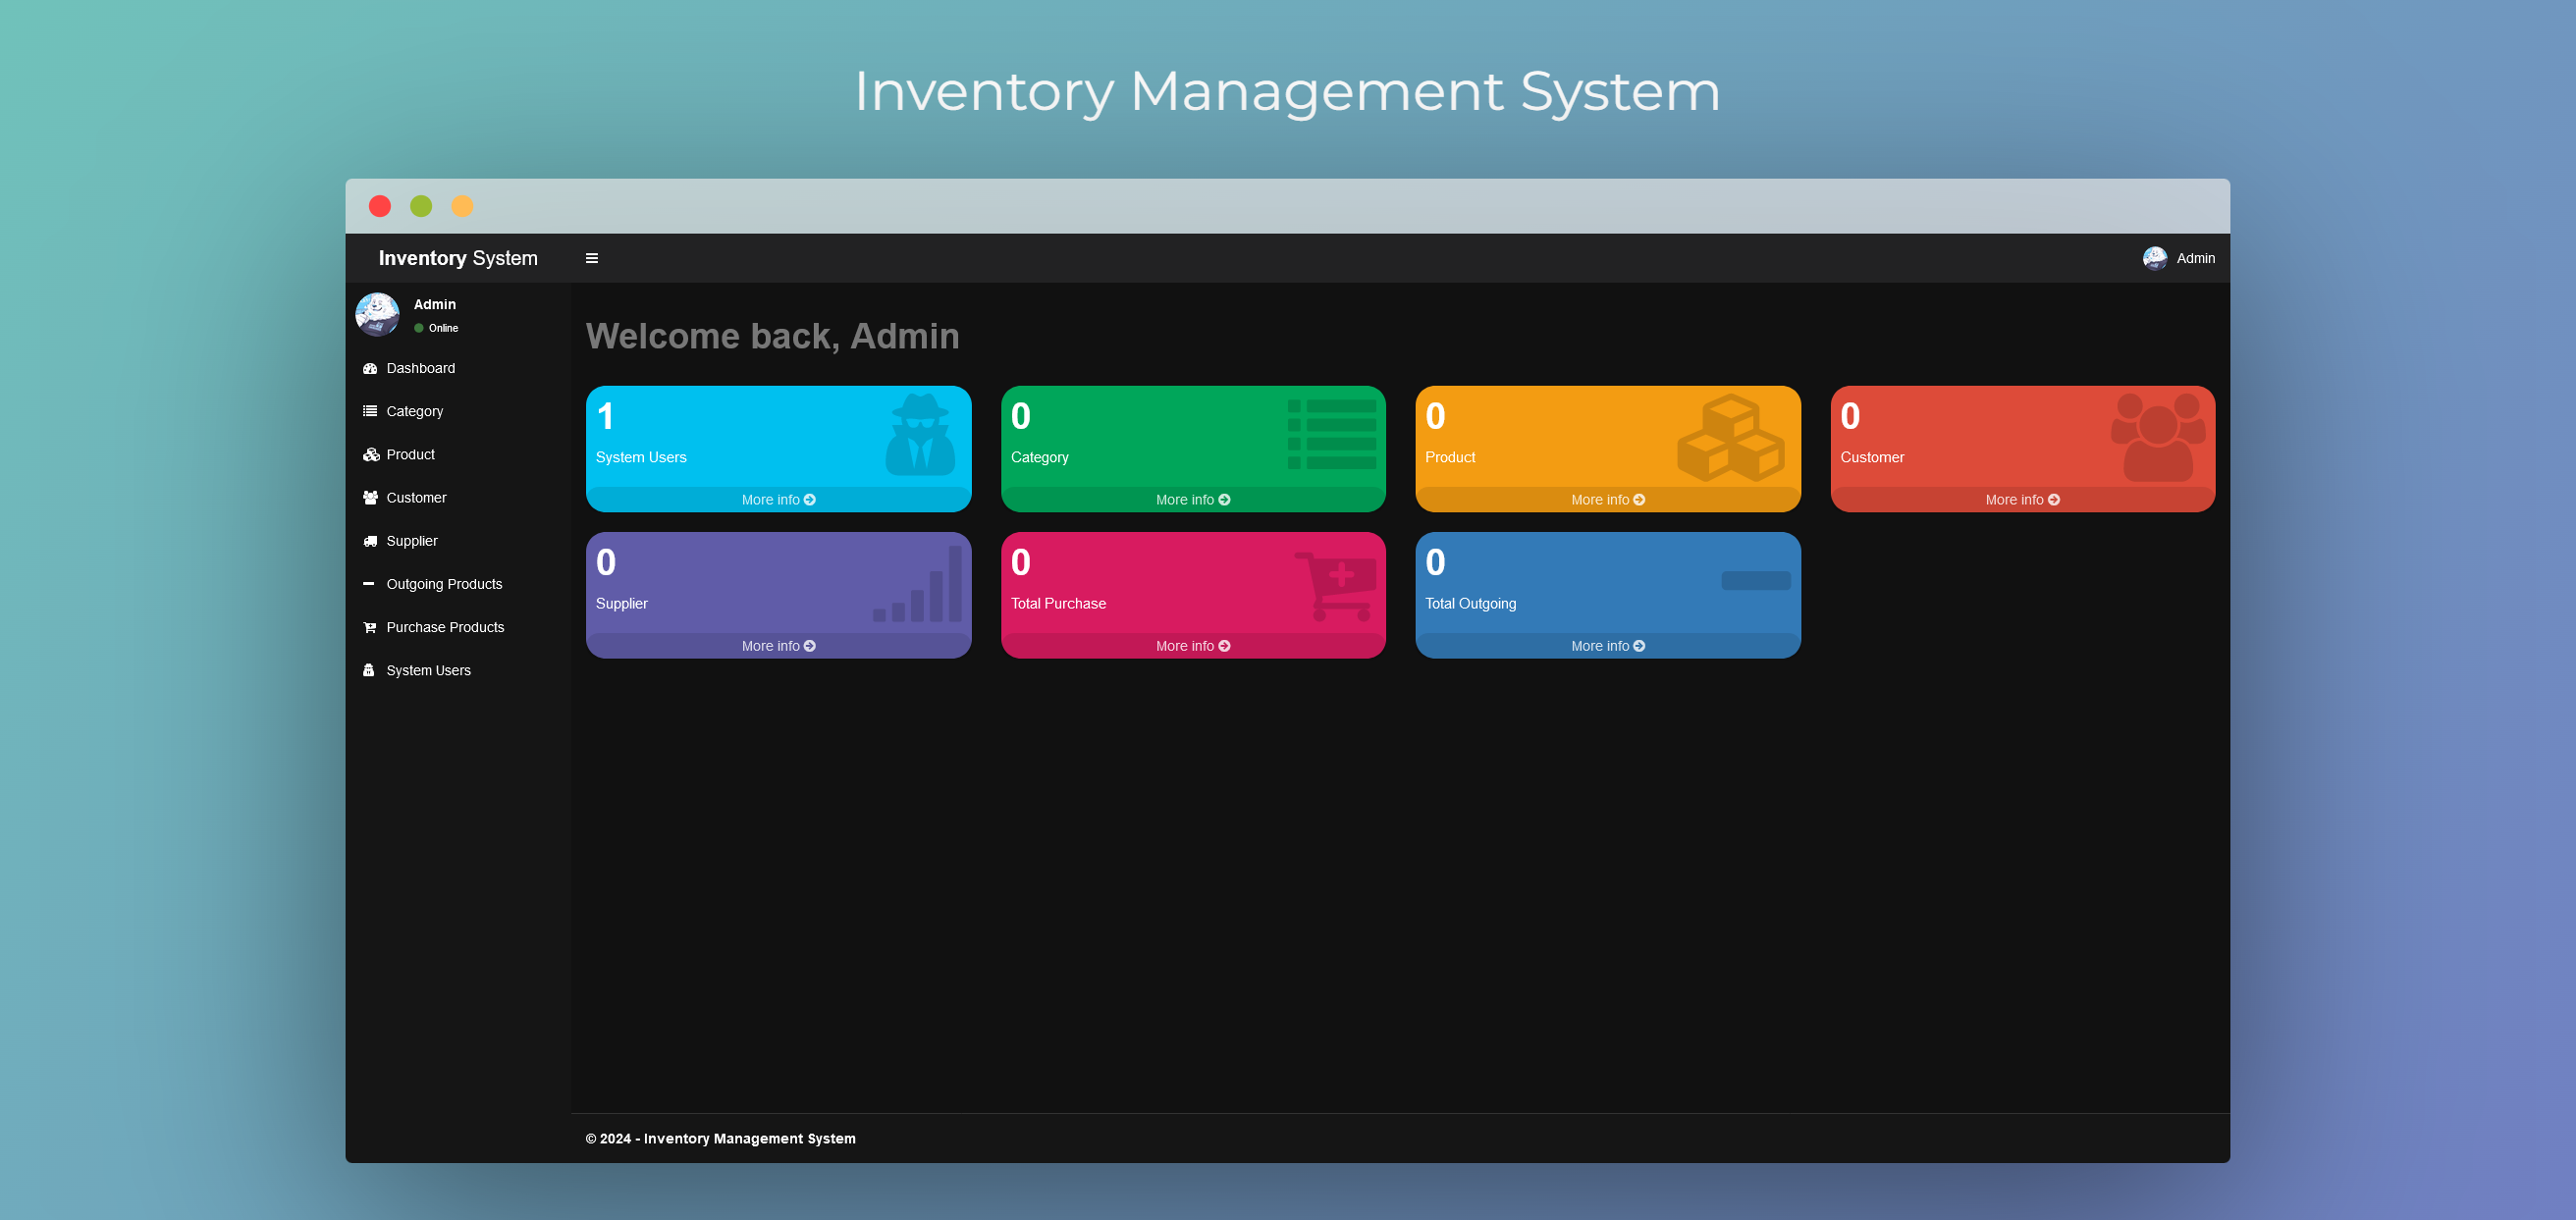 Inventory Management System
Inventory System
Admin
Admin
Online
Dashboard
Category
Product
Customer
Supplier
Outgoing Products
Purchase Products
System Users
Welcome back, Admin
1
System Users
More info
0
Category
More info
0
Product
More info
0
Customer
More info
0
Supplier
More info
0
Total Purchase
More info
0
Total Outgoing
More info
© 2024 - Inventory Management System